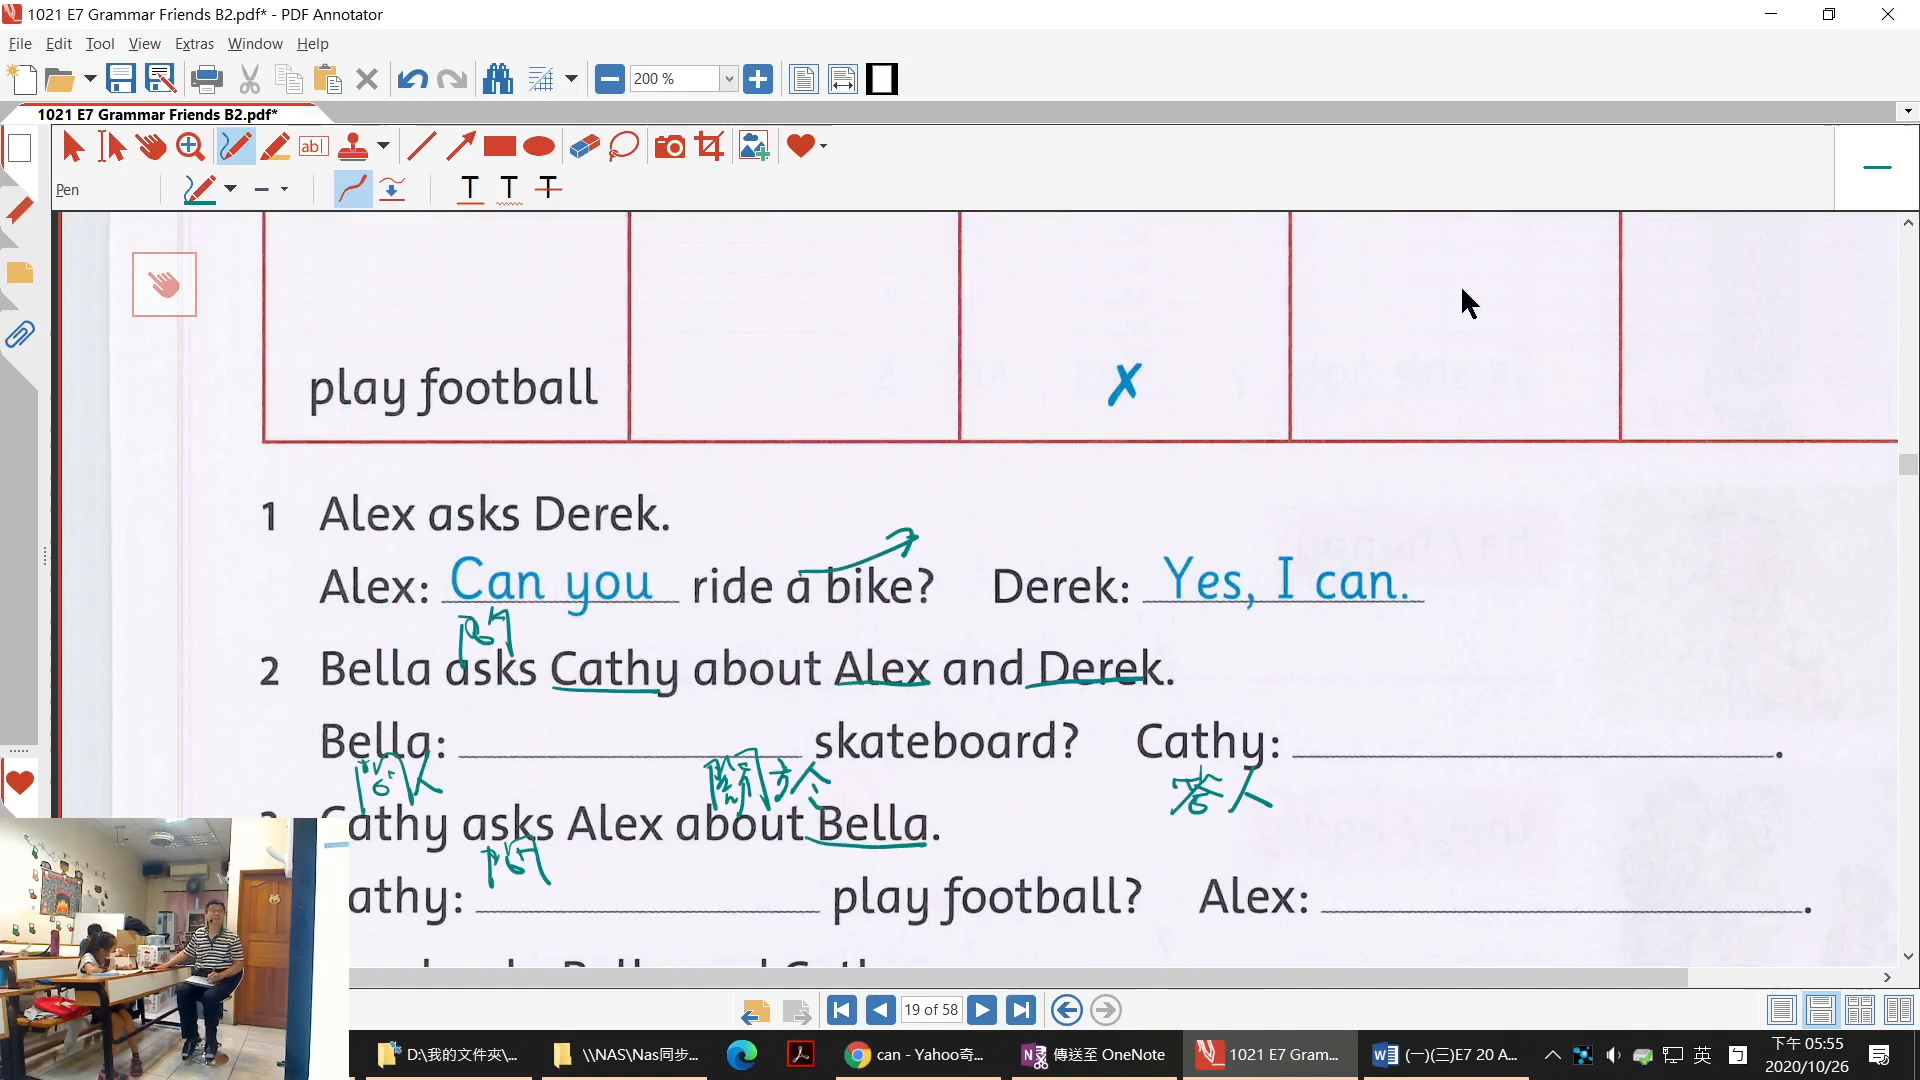 1021 E7 Grammar Friends B2.pdf* - PDF Annotator
File Edit Tool View Extras Window Help
200 %
1021 E7 Grammar Friends B2.pdf*
Pen
play football
✗
1 Alex asks Derek.
Alex: Can you ride a bike? Derek: Yes, I can.
問
2 Bella asks Cathy about Alex and Derek.
Bella: skateboard? Cathy: .
問人 答人
Cathy asks Alex about Bella.
問
athy: play football? Alex: .
19 of 58
D:\我的文件夾\... \\NAS\Nas同步... can - Yahoo奇... 傳送至 OneNote 1021 E7 Gram... (一)(三)E7 20 A... 英 下午 05:55
2020/10/26